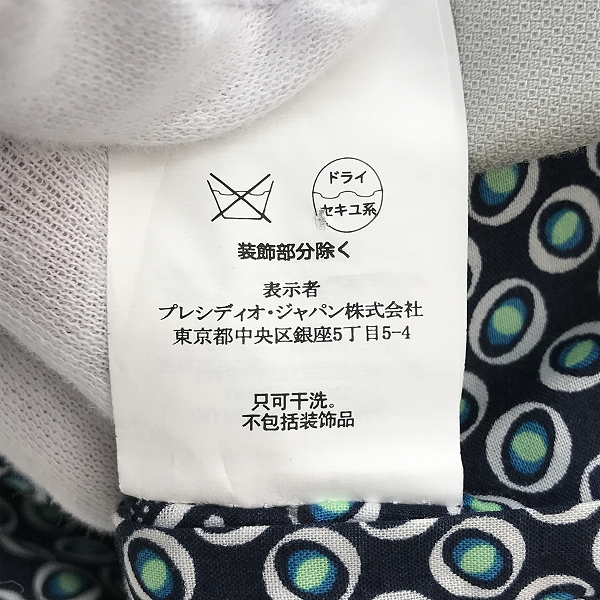 ドライ
セキユ系
装飾部分除く
表示者
プレシディオ・ジャパン株式会社
東京都中央区銀座5丁目5-4
只可干洗。
不包括装饰品